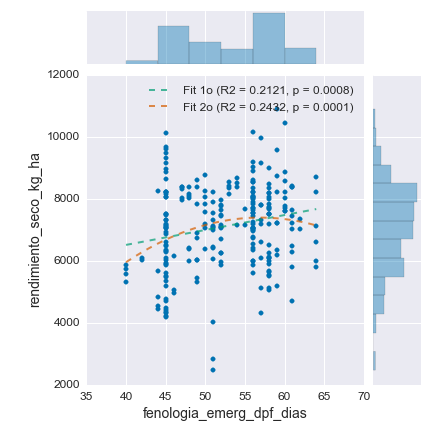 12000
Fit 1o (R2 = 0.2121, p = 0.0008)
Fit 2o (R2 = 0.2432, p = 0.0001)
10000
8000
6000
4000
2000
rendimiento_seco_kg_ha
35 40 45 50 55 60 65 70
fenologia_emerg_dpf_dias